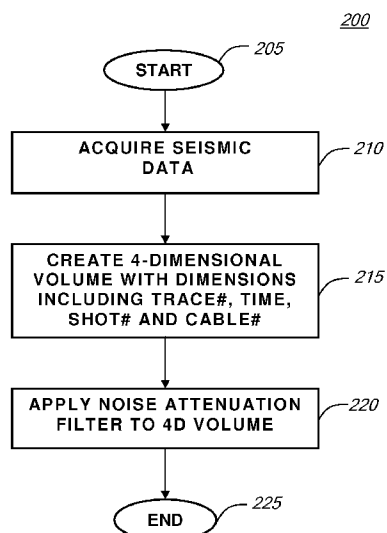 200
START
205
ACQUIRE SEISMIC
DATA
210
CREATE 4-DIMENSIONAL
VOLUME WITH DIMENSIONS
INCLUDING TRACE#, TIME,
SHOT# AND CABLE#
215
APPLY NOISE ATTENUATION
FILTER TO 4D VOLUME
220
END
225